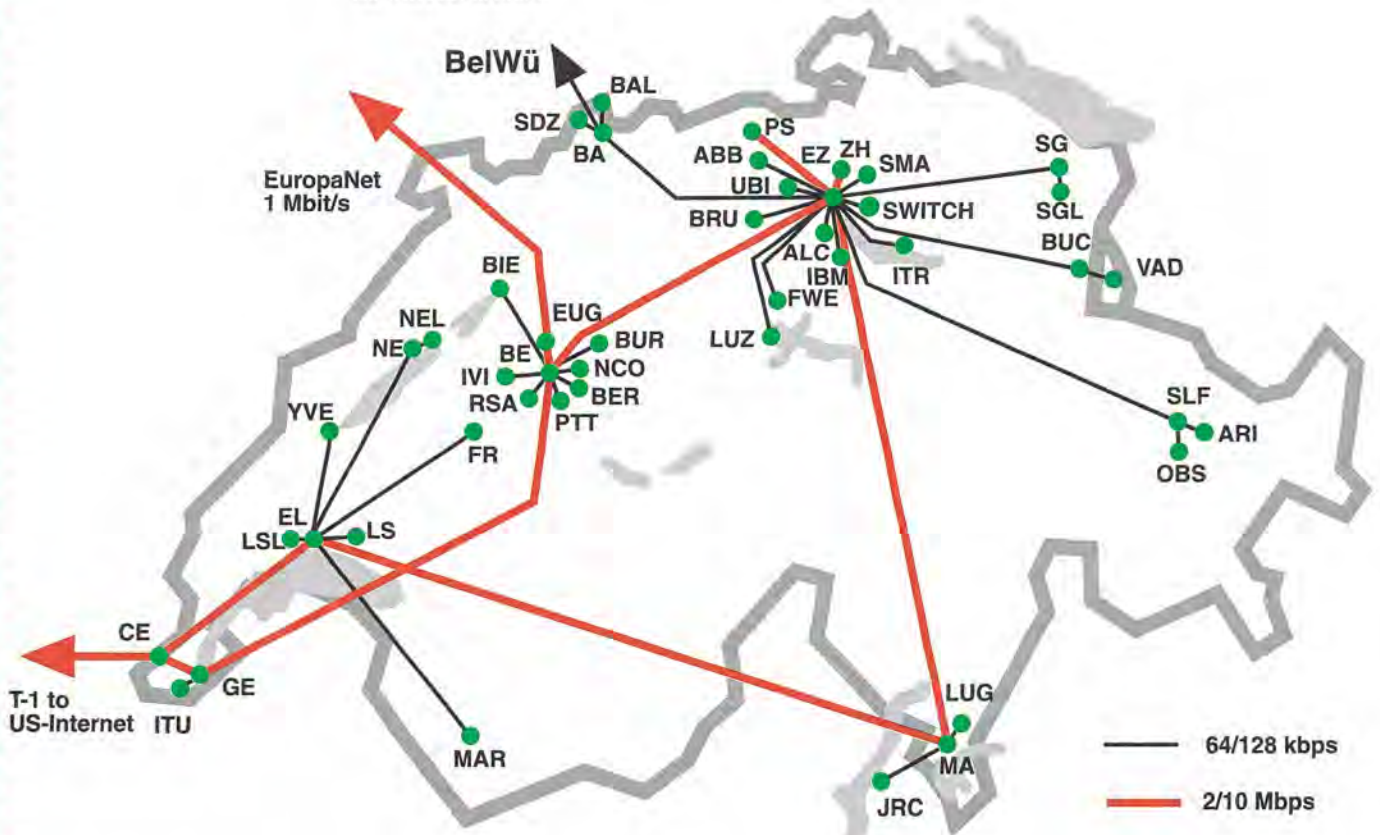 BelWü
BAL
SDZ
BA
PS
ABB
EZ
ZH
SMA
UBI
SWITCH
BRU
ALC
IBM
ITR
FWE
LUZ
SG
SGL
BUC
VAD
EuropaNet
1 Mbit/s
BIE
EUG
NEL
NE
BE
BUR
IVI
NCO
RSA
BER
PTT
YVE
FR
SLF
ARI
OBS
EL
LSL
LS
CE
GE
T-1 to
US-Internet
ITU
MAR
LUG
MA
JRC
64/128 kbps
2/10 Mbps